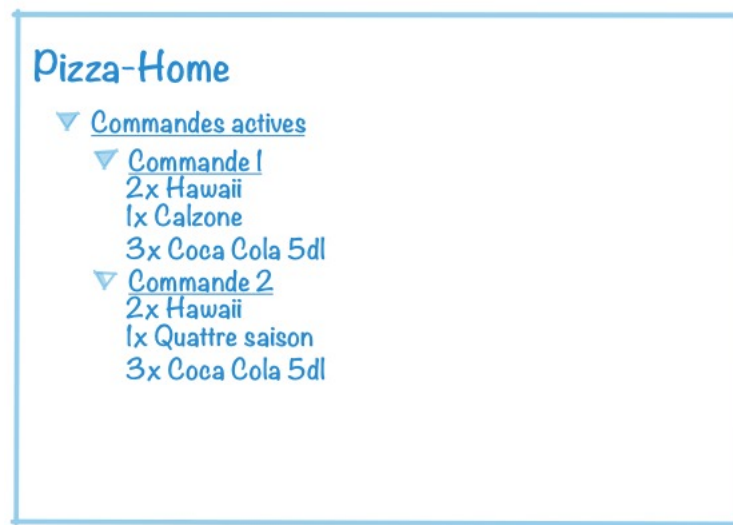 Pizza-Home
Commandes actives
Commande 1
2x Hawaii
1x Calzone
3x Coca Cola 5dl
Commande 2
2x Hawaii
1x Quattre saison
3x Coca Cola 5dl